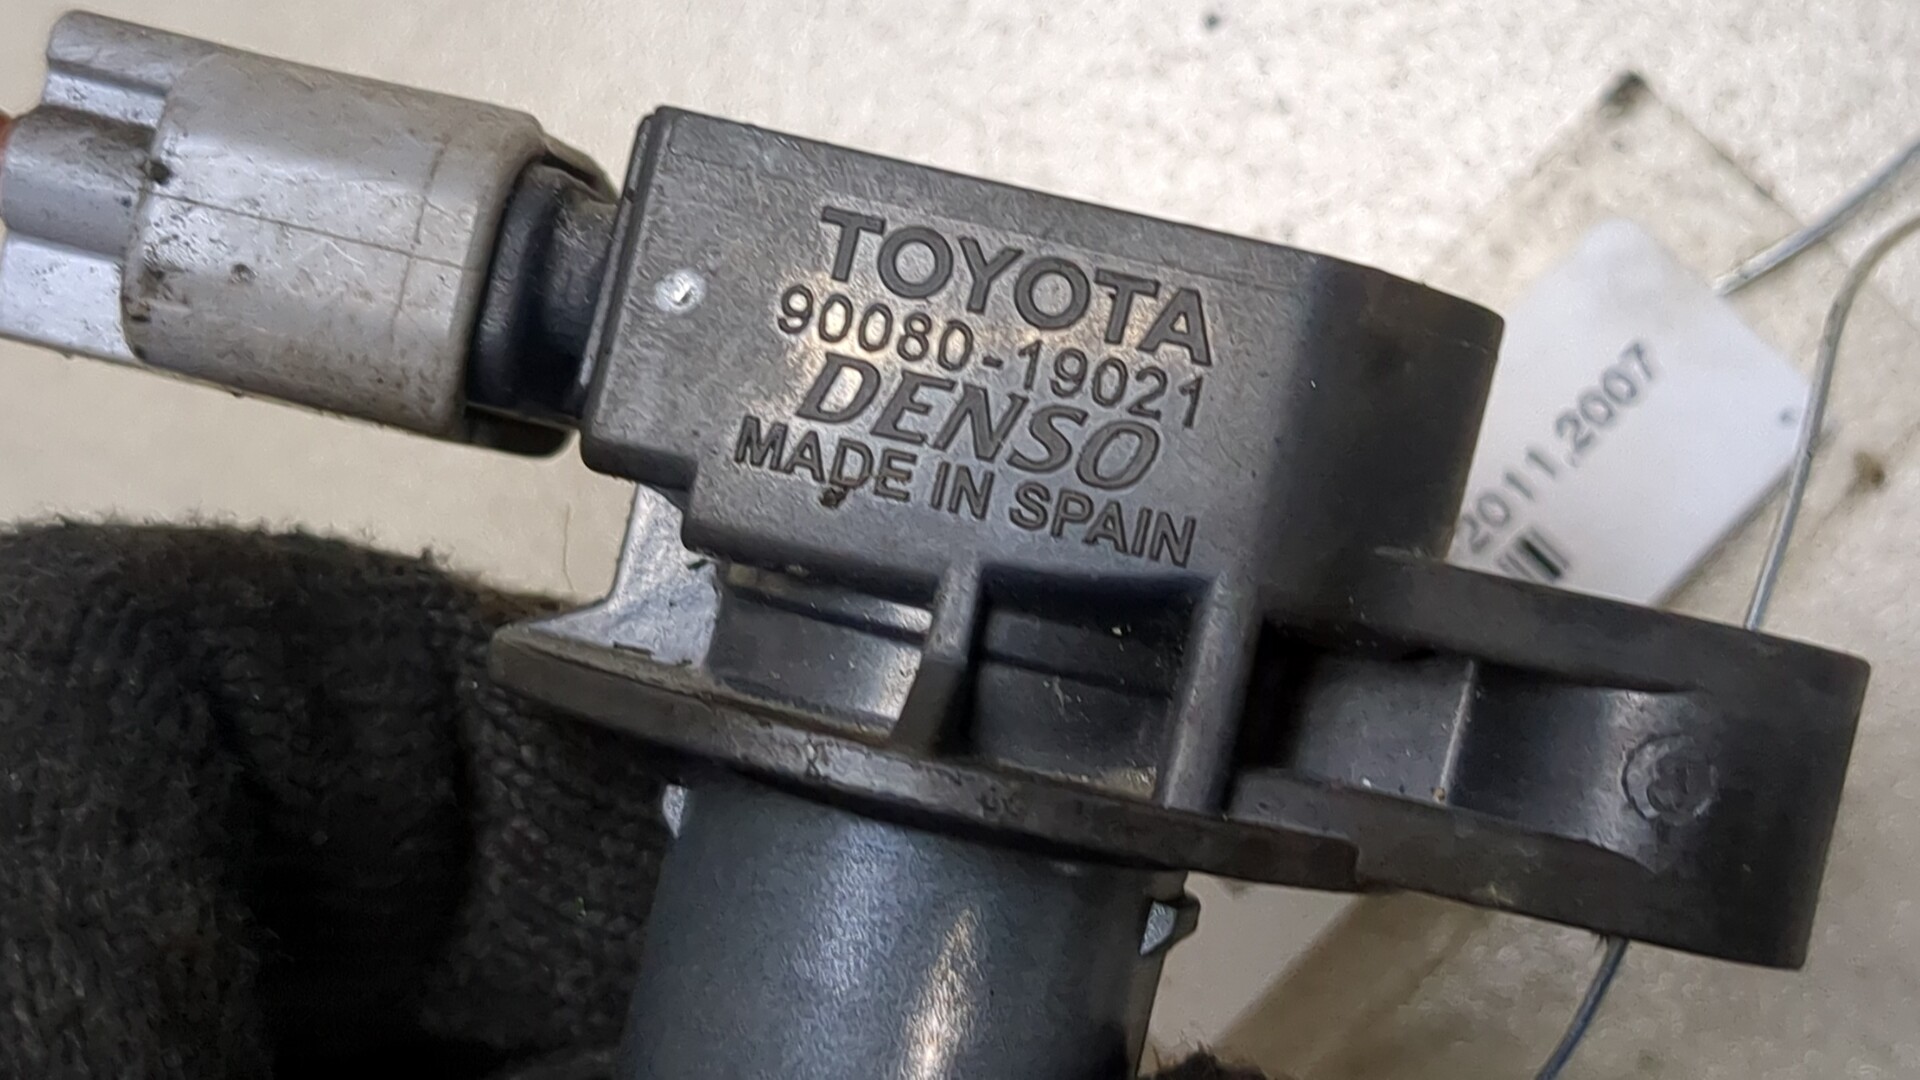 TOYOTA
90080-19021
DENSO
MADE IN SPAIN
2011,2007